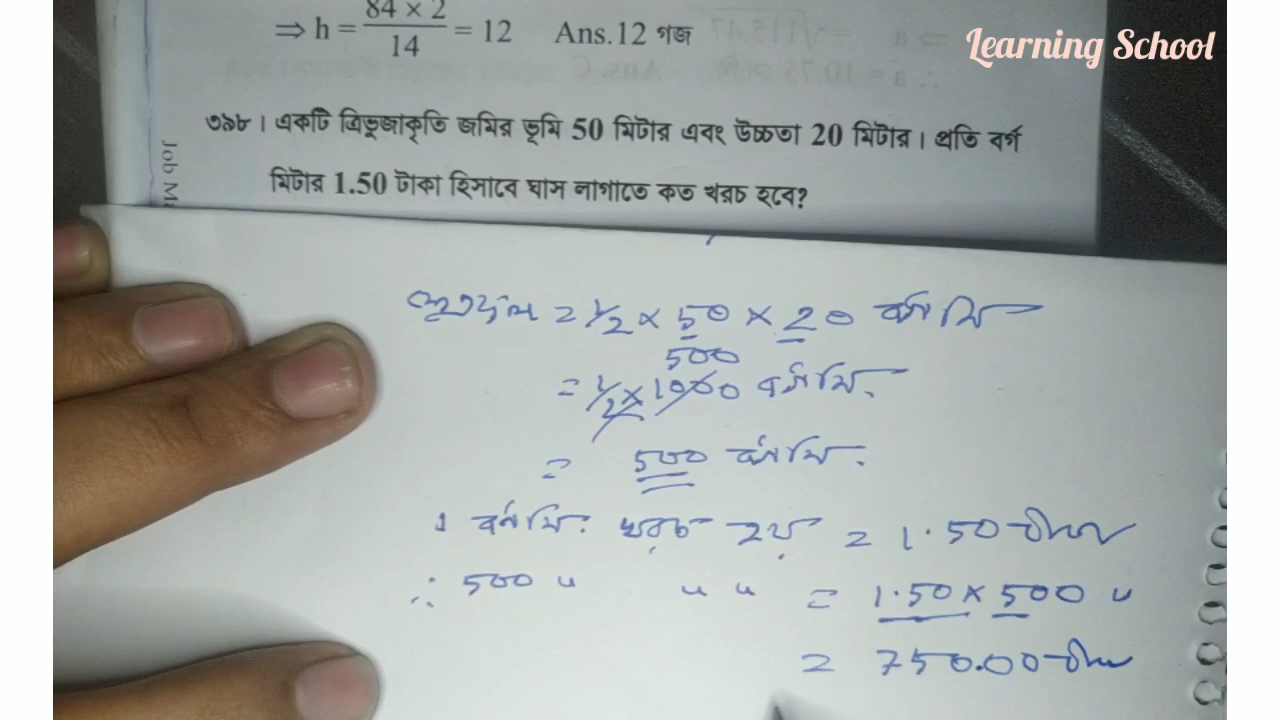 ⇒ h = 84 × 2 / 14 = 12 Ans.12 গজ
Learning School
৩৯৮। একটি ত্রিভুজাকৃতি জমির ভূমি 50 মিটার এবং উচ্চতা 20 মিটার। প্রতি বর্গ
মিটার 1.50 টাকা হিসাবে ঘাস লাগাতে কত খরচ হবে?
Job M
ক্ষেত্রফল = 1/2 × 50 × 20 বর্গমি
500
= 1/2 × 1000 বর্গমি.
= 500 বর্গমি.
1 বর্গমি. খরচ হয় = 1.50 টাকা
∴ 500 " " " = 1.50 × 500 "
= 750.00 টাকা